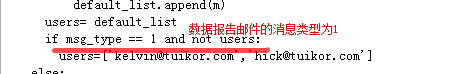 default_list.append(m)
users= default_list
数据报告邮件的消息类型为1
if msg_type == 1 and not users:
users=['kelvin@tuikor.com','hick@tuikor.com']
else: